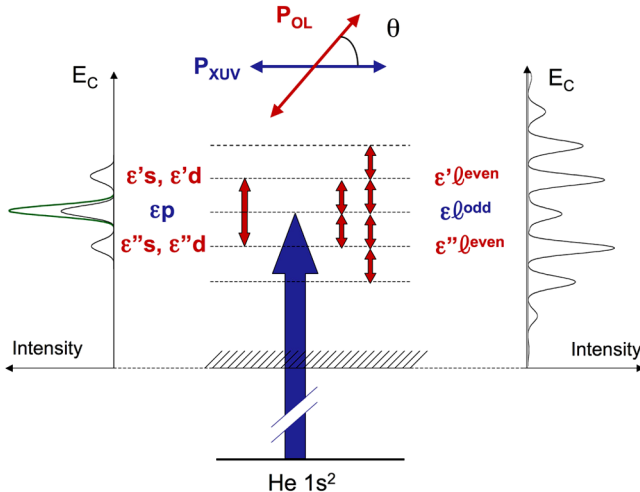 P_OL
θ
P_XUV
E_C
E_C
ε's, ε'd
ε'ℓ^even
εp
εℓ^odd
ε''s, ε''d
ε''ℓ^even
Intensity
Intensity
He 1s²